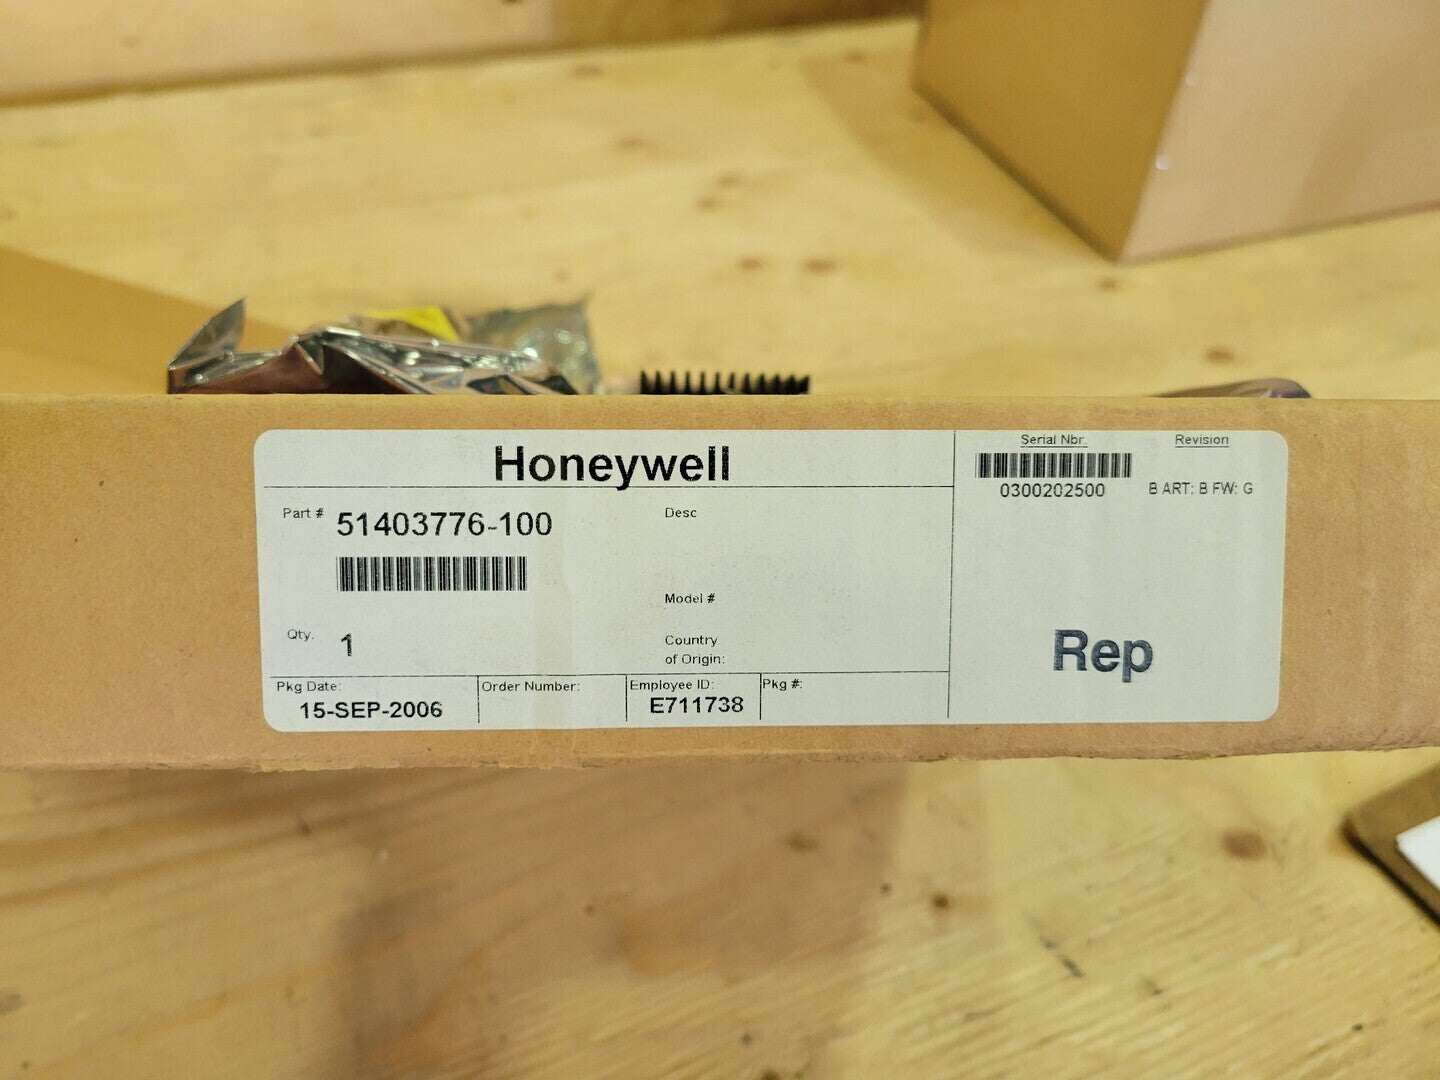 Honeywell
Serial Nbr.
Revision
0300202500
B ART: B FW: G
Part # 51403776-100
Desc
Model #
Qty. 1
Country
of Origin:
Rep
Pkg Date:
15-SEP-2006
Order Number:
Employee ID:
E711738
Pkg #: